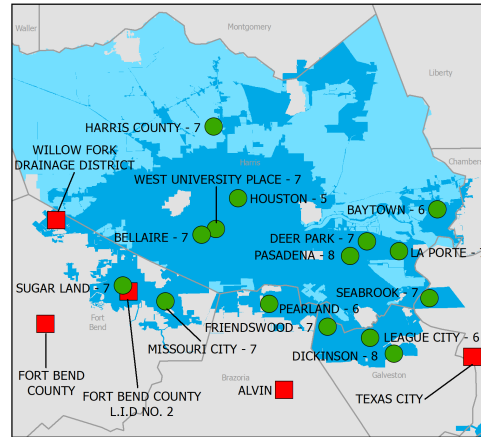 Waller
Montgomery
Liberty
HARRIS COUNTY - 7
WILLOW FORK
DRAINAGE DISTRICT
Harris
Chambers
WEST UNIVERSITY PLACE - 7
HOUSTON - 5
BAYTOWN - 6
BELLAIRE - 7
DEER PARK - 7
PASADENA - 8
LA PORTE -
SUGAR LAND - 7
SEABROOK - 7
Fort
Bend
PEARLAND - 6
FRIENDSWOOD - 7
MISSOURI CITY - 7
LEAGUE CITY - 6
DICKINSON - 8
FORT BEND
COUNTY
Brazoria
Galveston
FORT BEND COUNTY
L.I.D NO. 2
ALVIN
TEXAS CITY